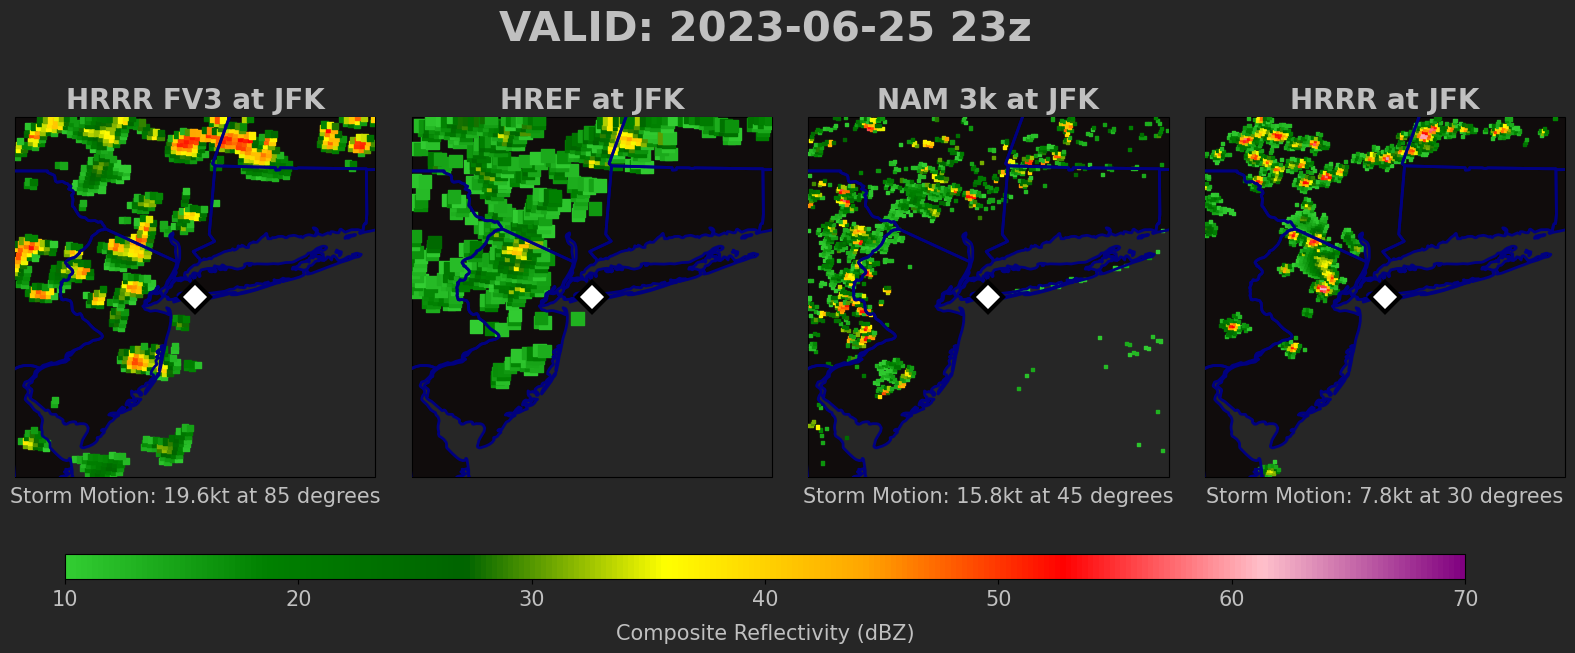 VALID: 2023-06-25 23z
HRRR FV3 at JFK
HREF at JFK
NAM 3k at JFK
HRRR at JFK
Storm Motion: 19.6kt at 85 degrees
Storm Motion: 15.8kt at 45 degrees
Storm Motion: 7.8kt at 30 degrees
10 20 30 40 50 60 70
Composite Reflectivity (dBZ)